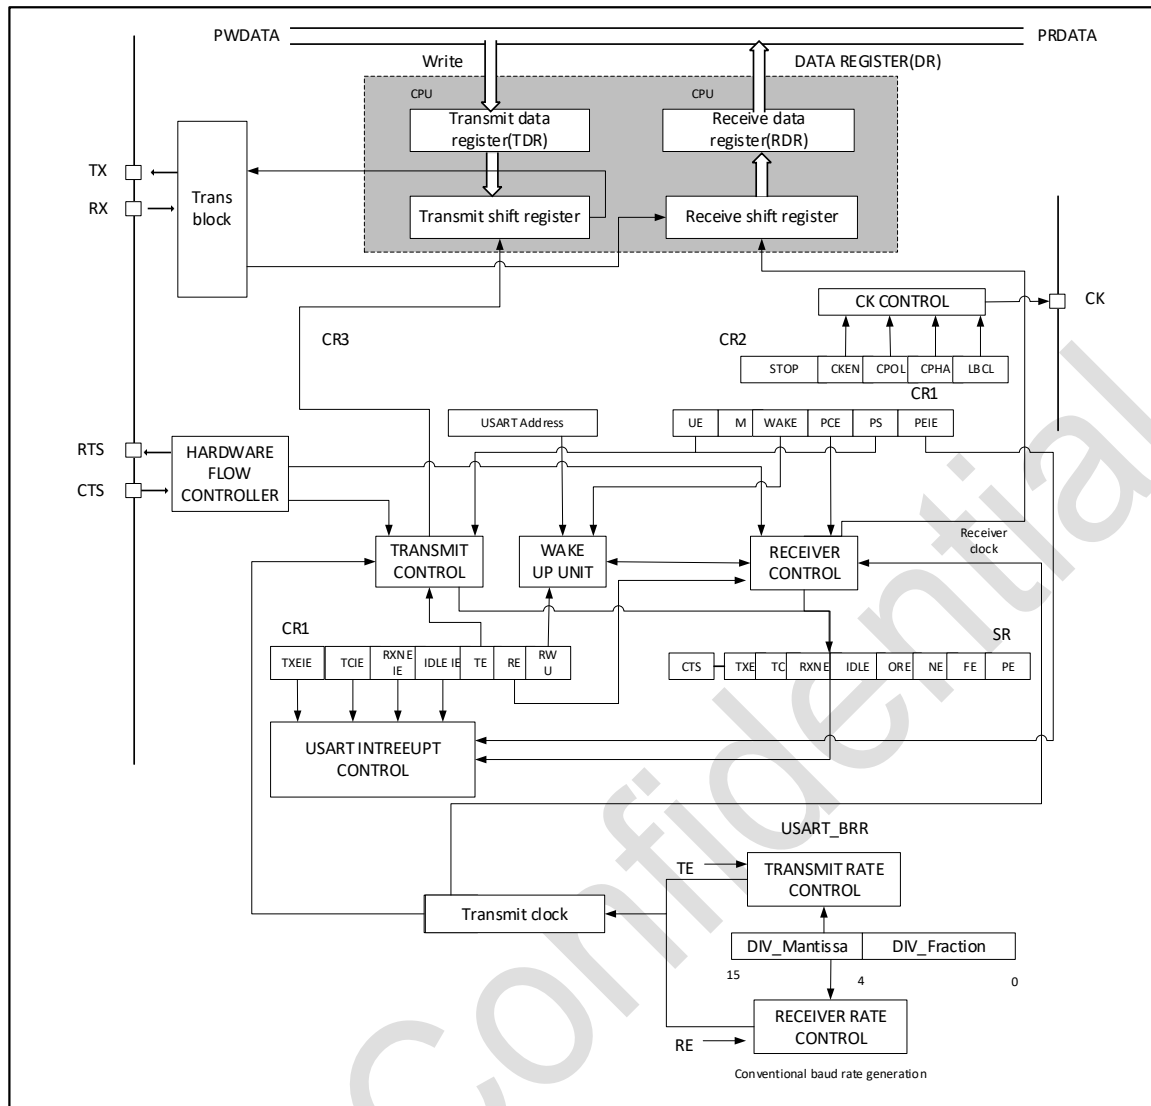 PWDATA
PRDATA
Write
DATA REGISTER(DR)
CPU
CPU
Transmit data
register(TDR)
Receive data
register(RDR)
TX
RX
Trans
block
Transmit shift register
Receive shift register
CK CONTROL
CK
CR3
CR2
STOP
CKEN
CPOL
CPHA
LBCL
CR1
USART Address
UE
M
WAKE
PCE
PS
PEIE
RTS
CTS
HARDWARE
FLOW
CONTROLLER
TRANSMIT
CONTROL
WAKE
UP UNIT
RECEIVER
CONTROL
Receiver
clock
CR1
SR
TXEIE
TCIE
RXNE
IE
IDLE IE
TE
RE
RW
U
CTS
TXE
TC
RXNE
IDLE
ORE
NE
FE
PE
USART INTREEUPT
CONTROL
USART_BRR
TE
TRANSMIT RATE
CONTROL
Transmit clock
DIV_Mantissa
DIV_Fraction
15
4
0
RECEIVER RATE
CONTROL
RE
Conventional baud rate generation
Confidential